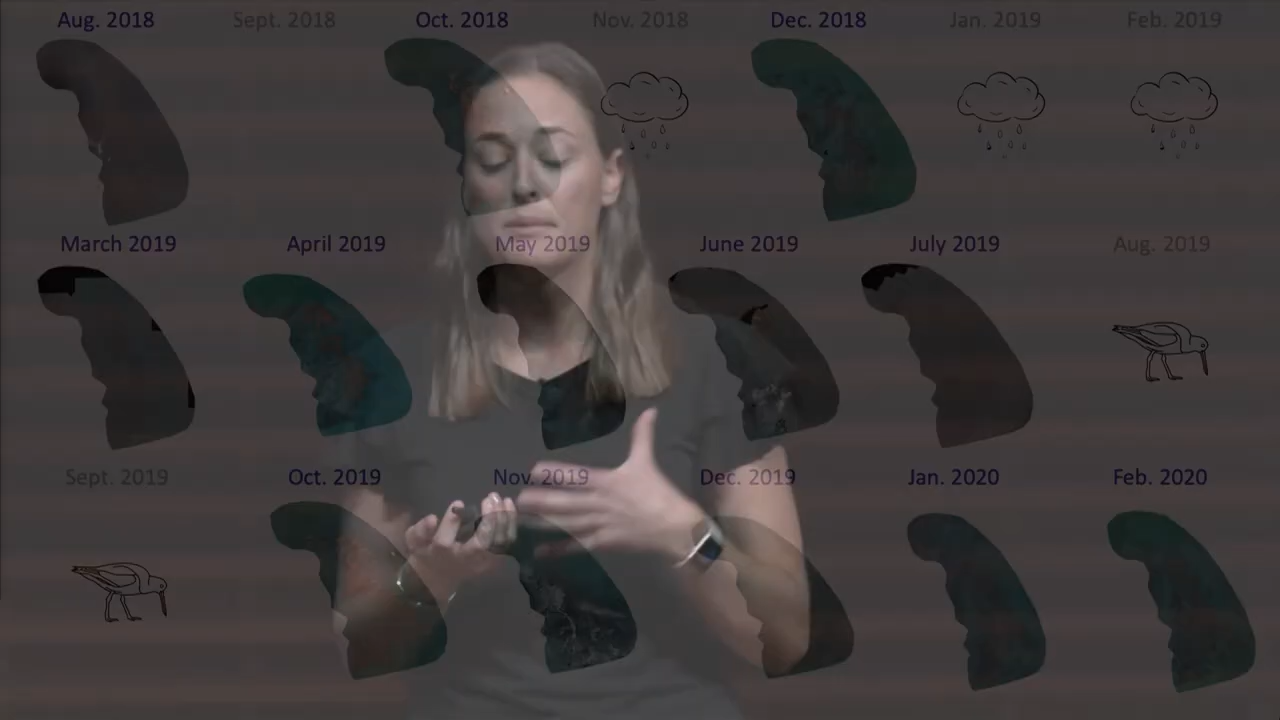 Aug. 2018 Sept. 2018 Oct. 2018 Nov. 2018 Dec. 2018 Jan. 2019 Feb. 2019
March 2019 April 2019 May 2019 June 2019 July 2019 Aug. 2019
Sept. 2019 Oct. 2019 Nov. 2019 Dec. 2019 Jan. 2020 Feb. 2020